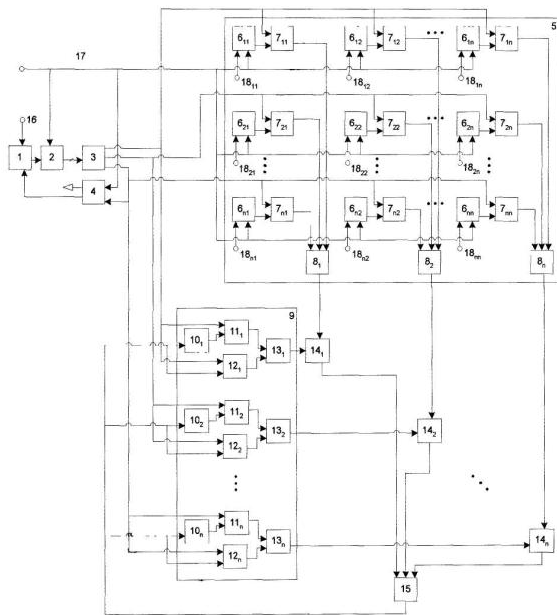 5
17
6₁₁ 7₁₁ 6₁₂ 7₁₂ 6₁ₙ 7₁ₙ
18₁₁ 18₁₂ 18₁ₙ
16
6₂₁ 7₂₁ 6₂₂ 7₂₂ 6₂ₙ 7₂ₙ
1 2 3
18₂₁ 18₂₂ 18₂ₙ
4
6ₙ₁ 7ₙ₁ 6ₙ₂ 7ₙ₂ 6ₙₙ 7ₙₙ
18ₙ₁ 18ₙ₂ 18ₙₙ
8₁ 8₂ 8ₙ
9
10₁ 11₁ 12₁ 13₁ 14₁
10₂ 11₂ 12₂ 13₂ 14₂
10ₙ 11ₙ 12ₙ 13ₙ 14ₙ
15